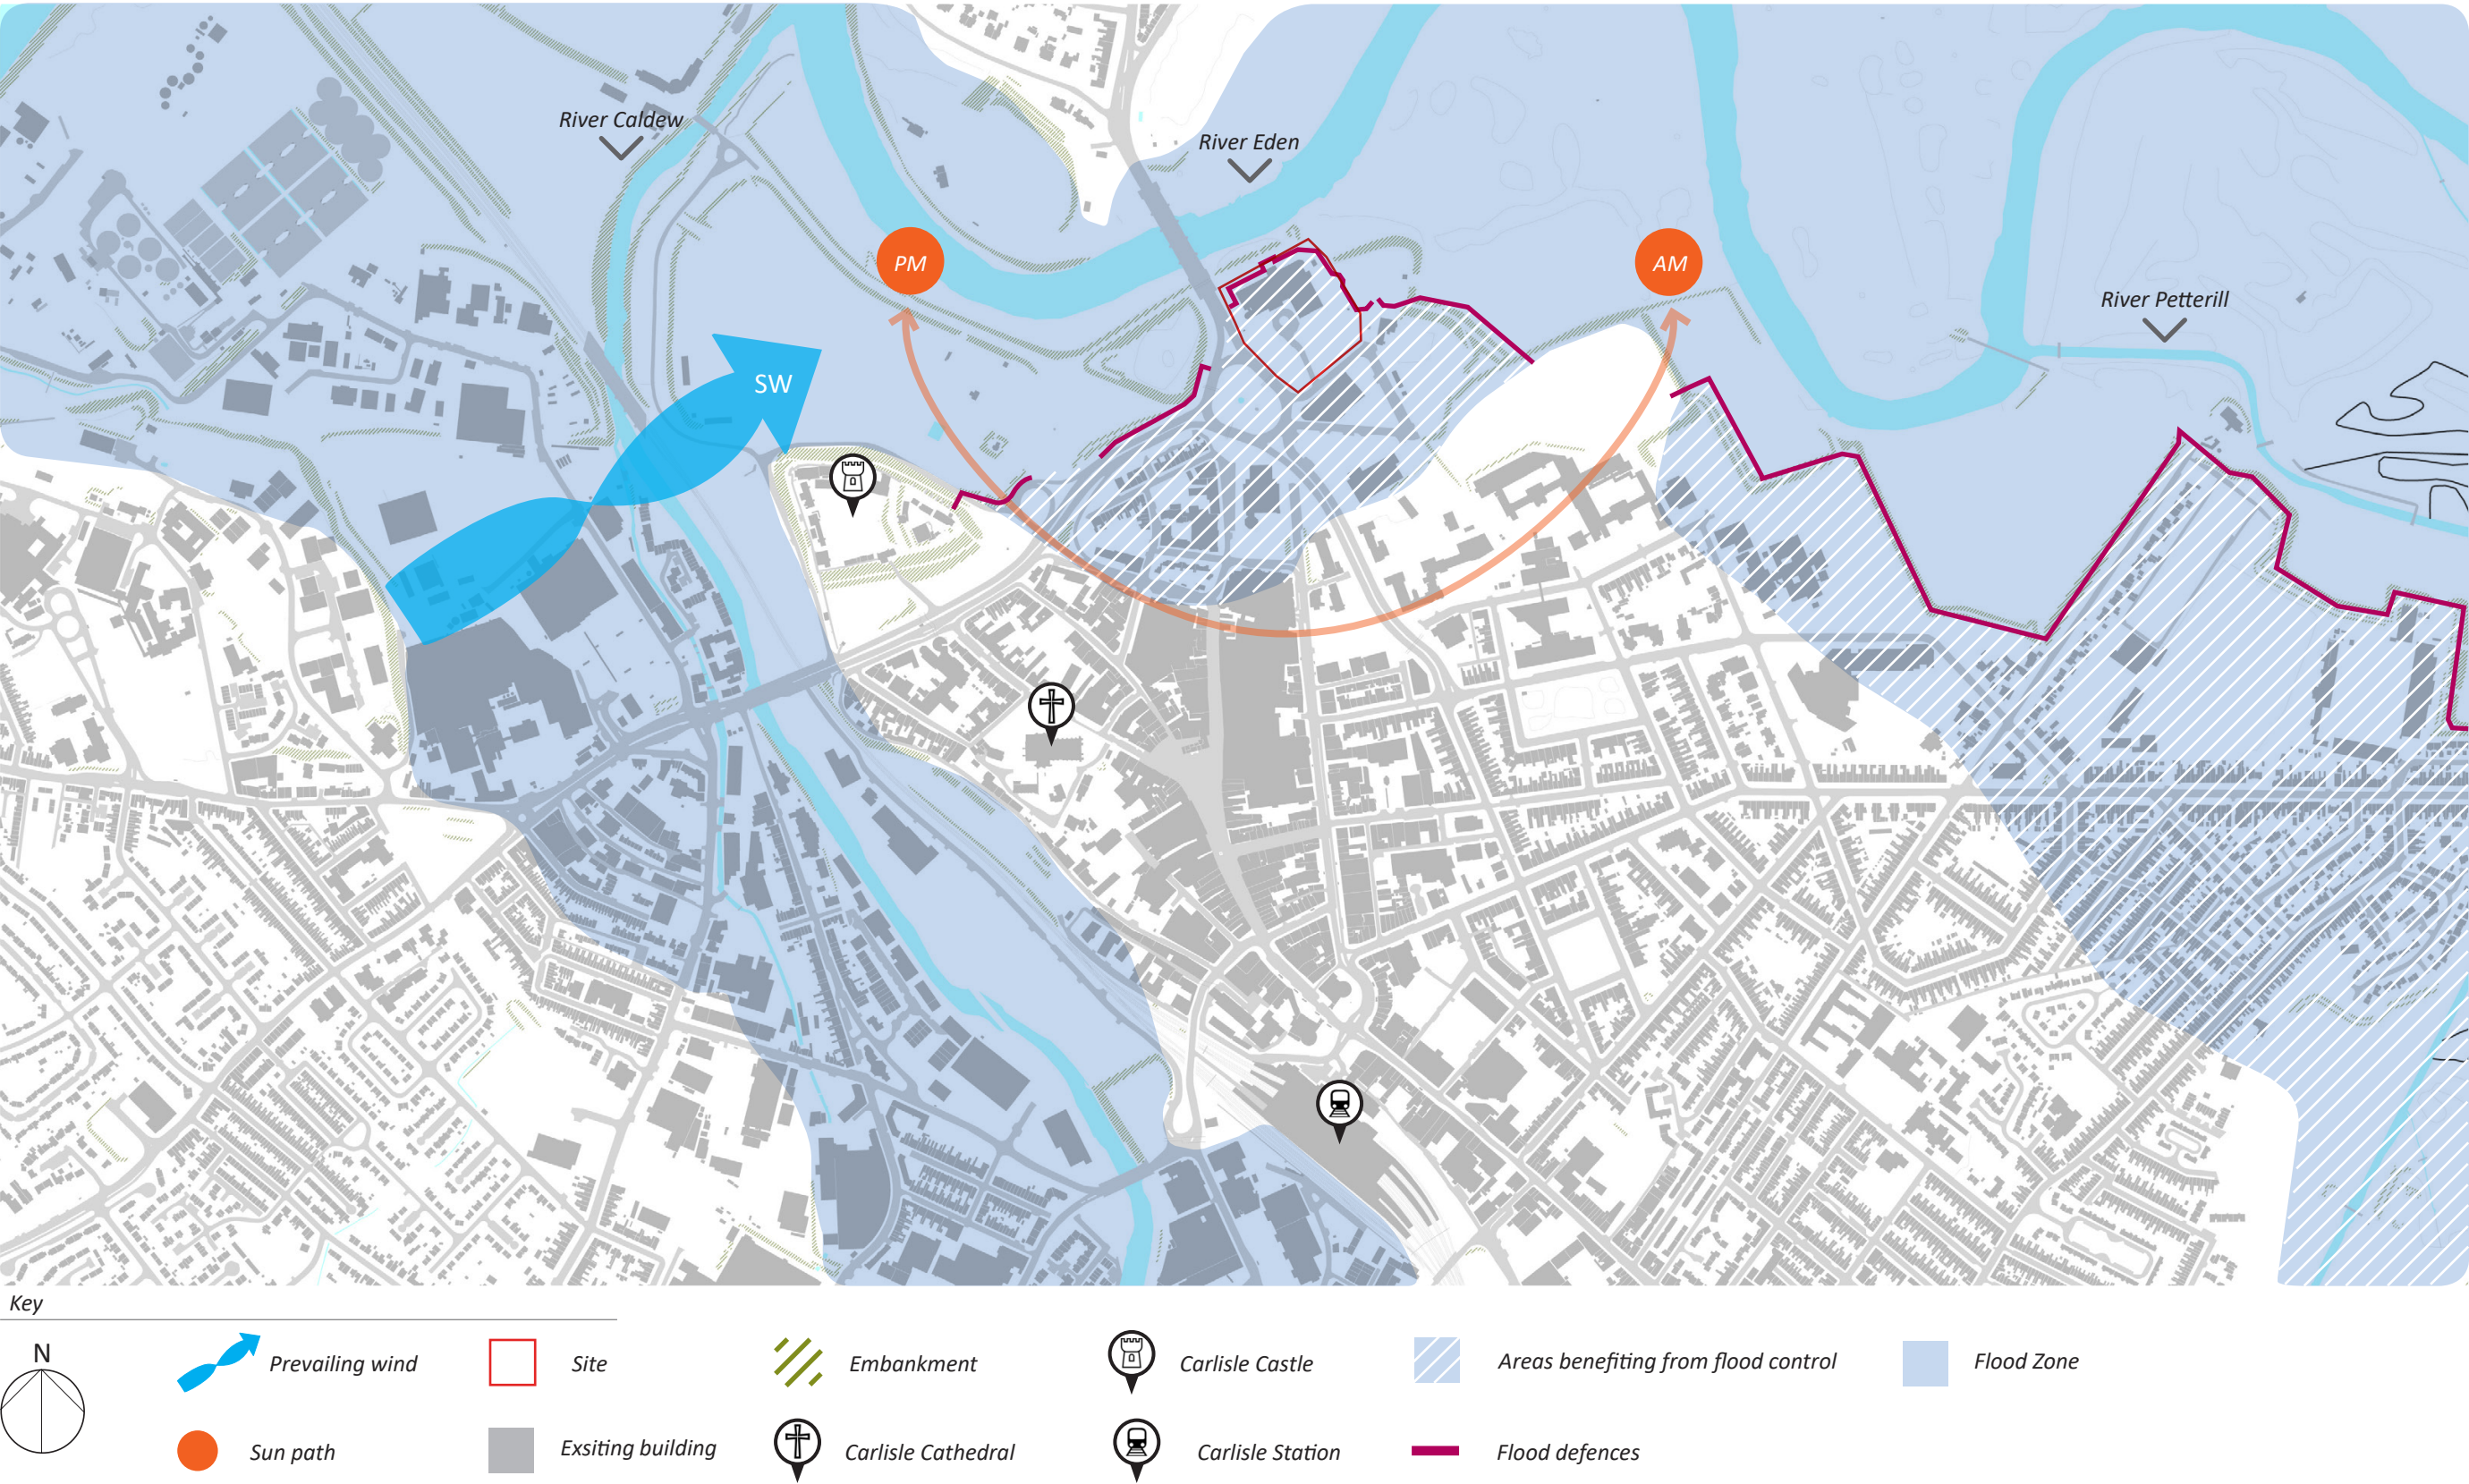 River Caldew
River Eden
PM
AM
River Petterill
SW
Key
N
Prevailing wind
Site
Embankment
Carlisle Castle
Areas benefiting from flood control
Flood Zone
Sun path
Exsiting building
Carlisle Cathedral
Carlisle Station
Flood defences